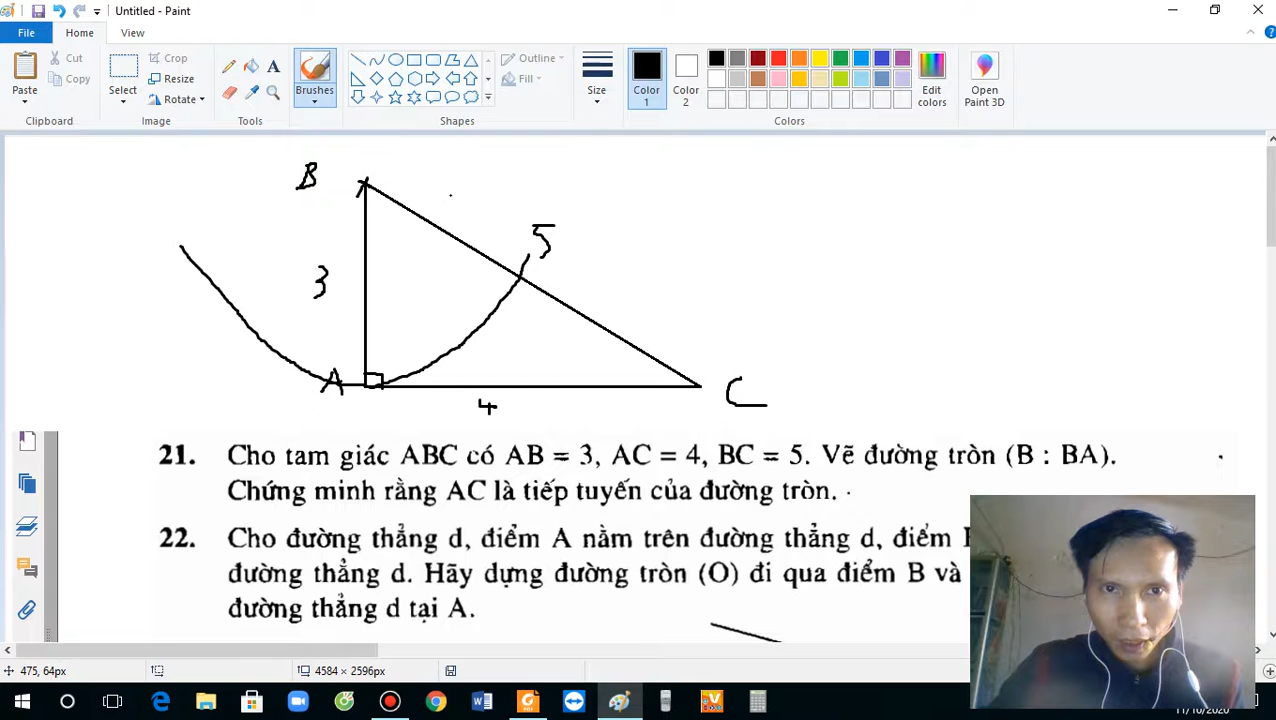 Untitled - Paint
File
Home
View
Paste
Cut
Copy
Clipboard
Select
Crop
Resize
Rotate
Image
A
Tools
Brushes
Outline
Fill
Shapes
Size
Color 1
Color 2
Edit colors
Open Paint 3D
Colors
B
5
3
A
C
4
21. Cho tam giác ABC có AB = 3, AC = 4, BC = 5. Vẽ đường tròn (B : BA).
Chứng minh rằng AC là tiếp tuyến của đường tròn.
22. Cho đường thẳng d, điểm A nằm trên đường thẳng d, điểm
đường thẳng d. Hãy dựng đường tròn (O) đi qua điểm B và
đường thẳng d tại A.
475, 64px
4584 × 2596px
11/10/2020